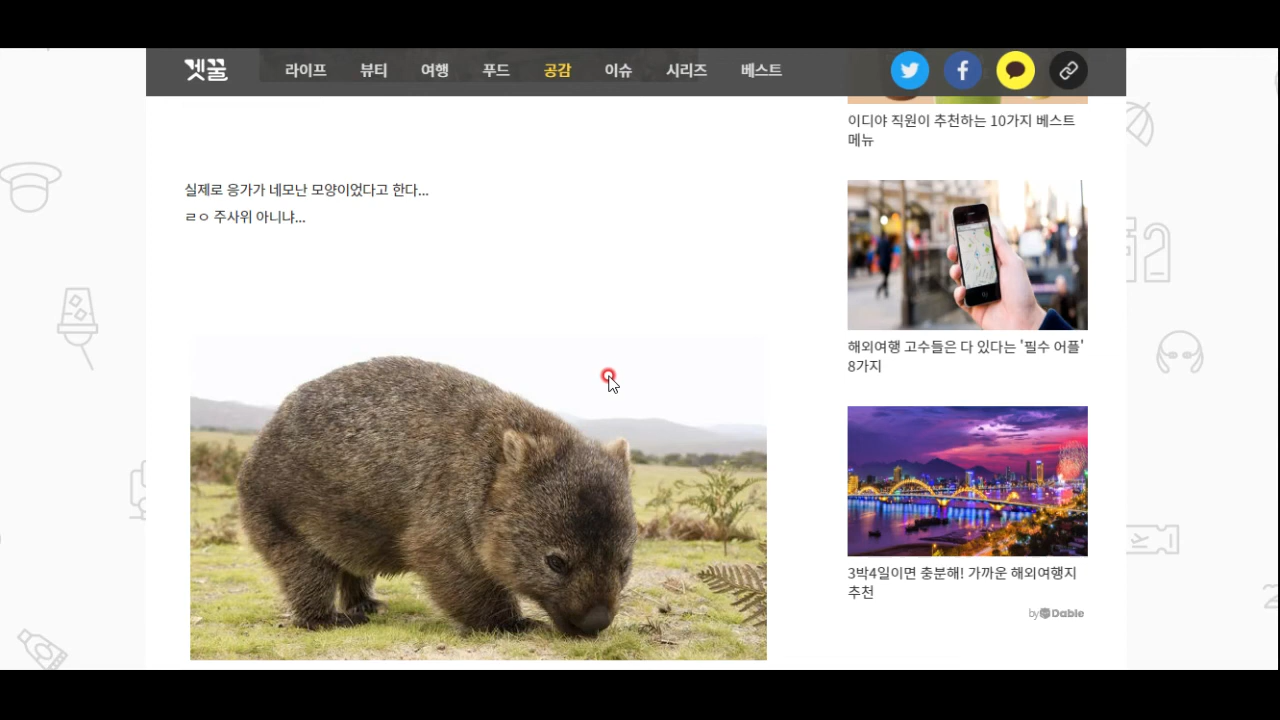 겟꿀
라이프 뷰티 여행 푸드 공감 이슈 시리즈 베스트
실제로 응가가 네모난 모양이었다고 한다...
ㄹㅇ 주사위 아니냐...
이디야 직원이 추천하는 10가지 베스트
메뉴
해외여행 고수들은 다 있다는 '필수 어플'
8가지
3박4일이면 충분해! 가까운 해외여행지
추천
by Dable